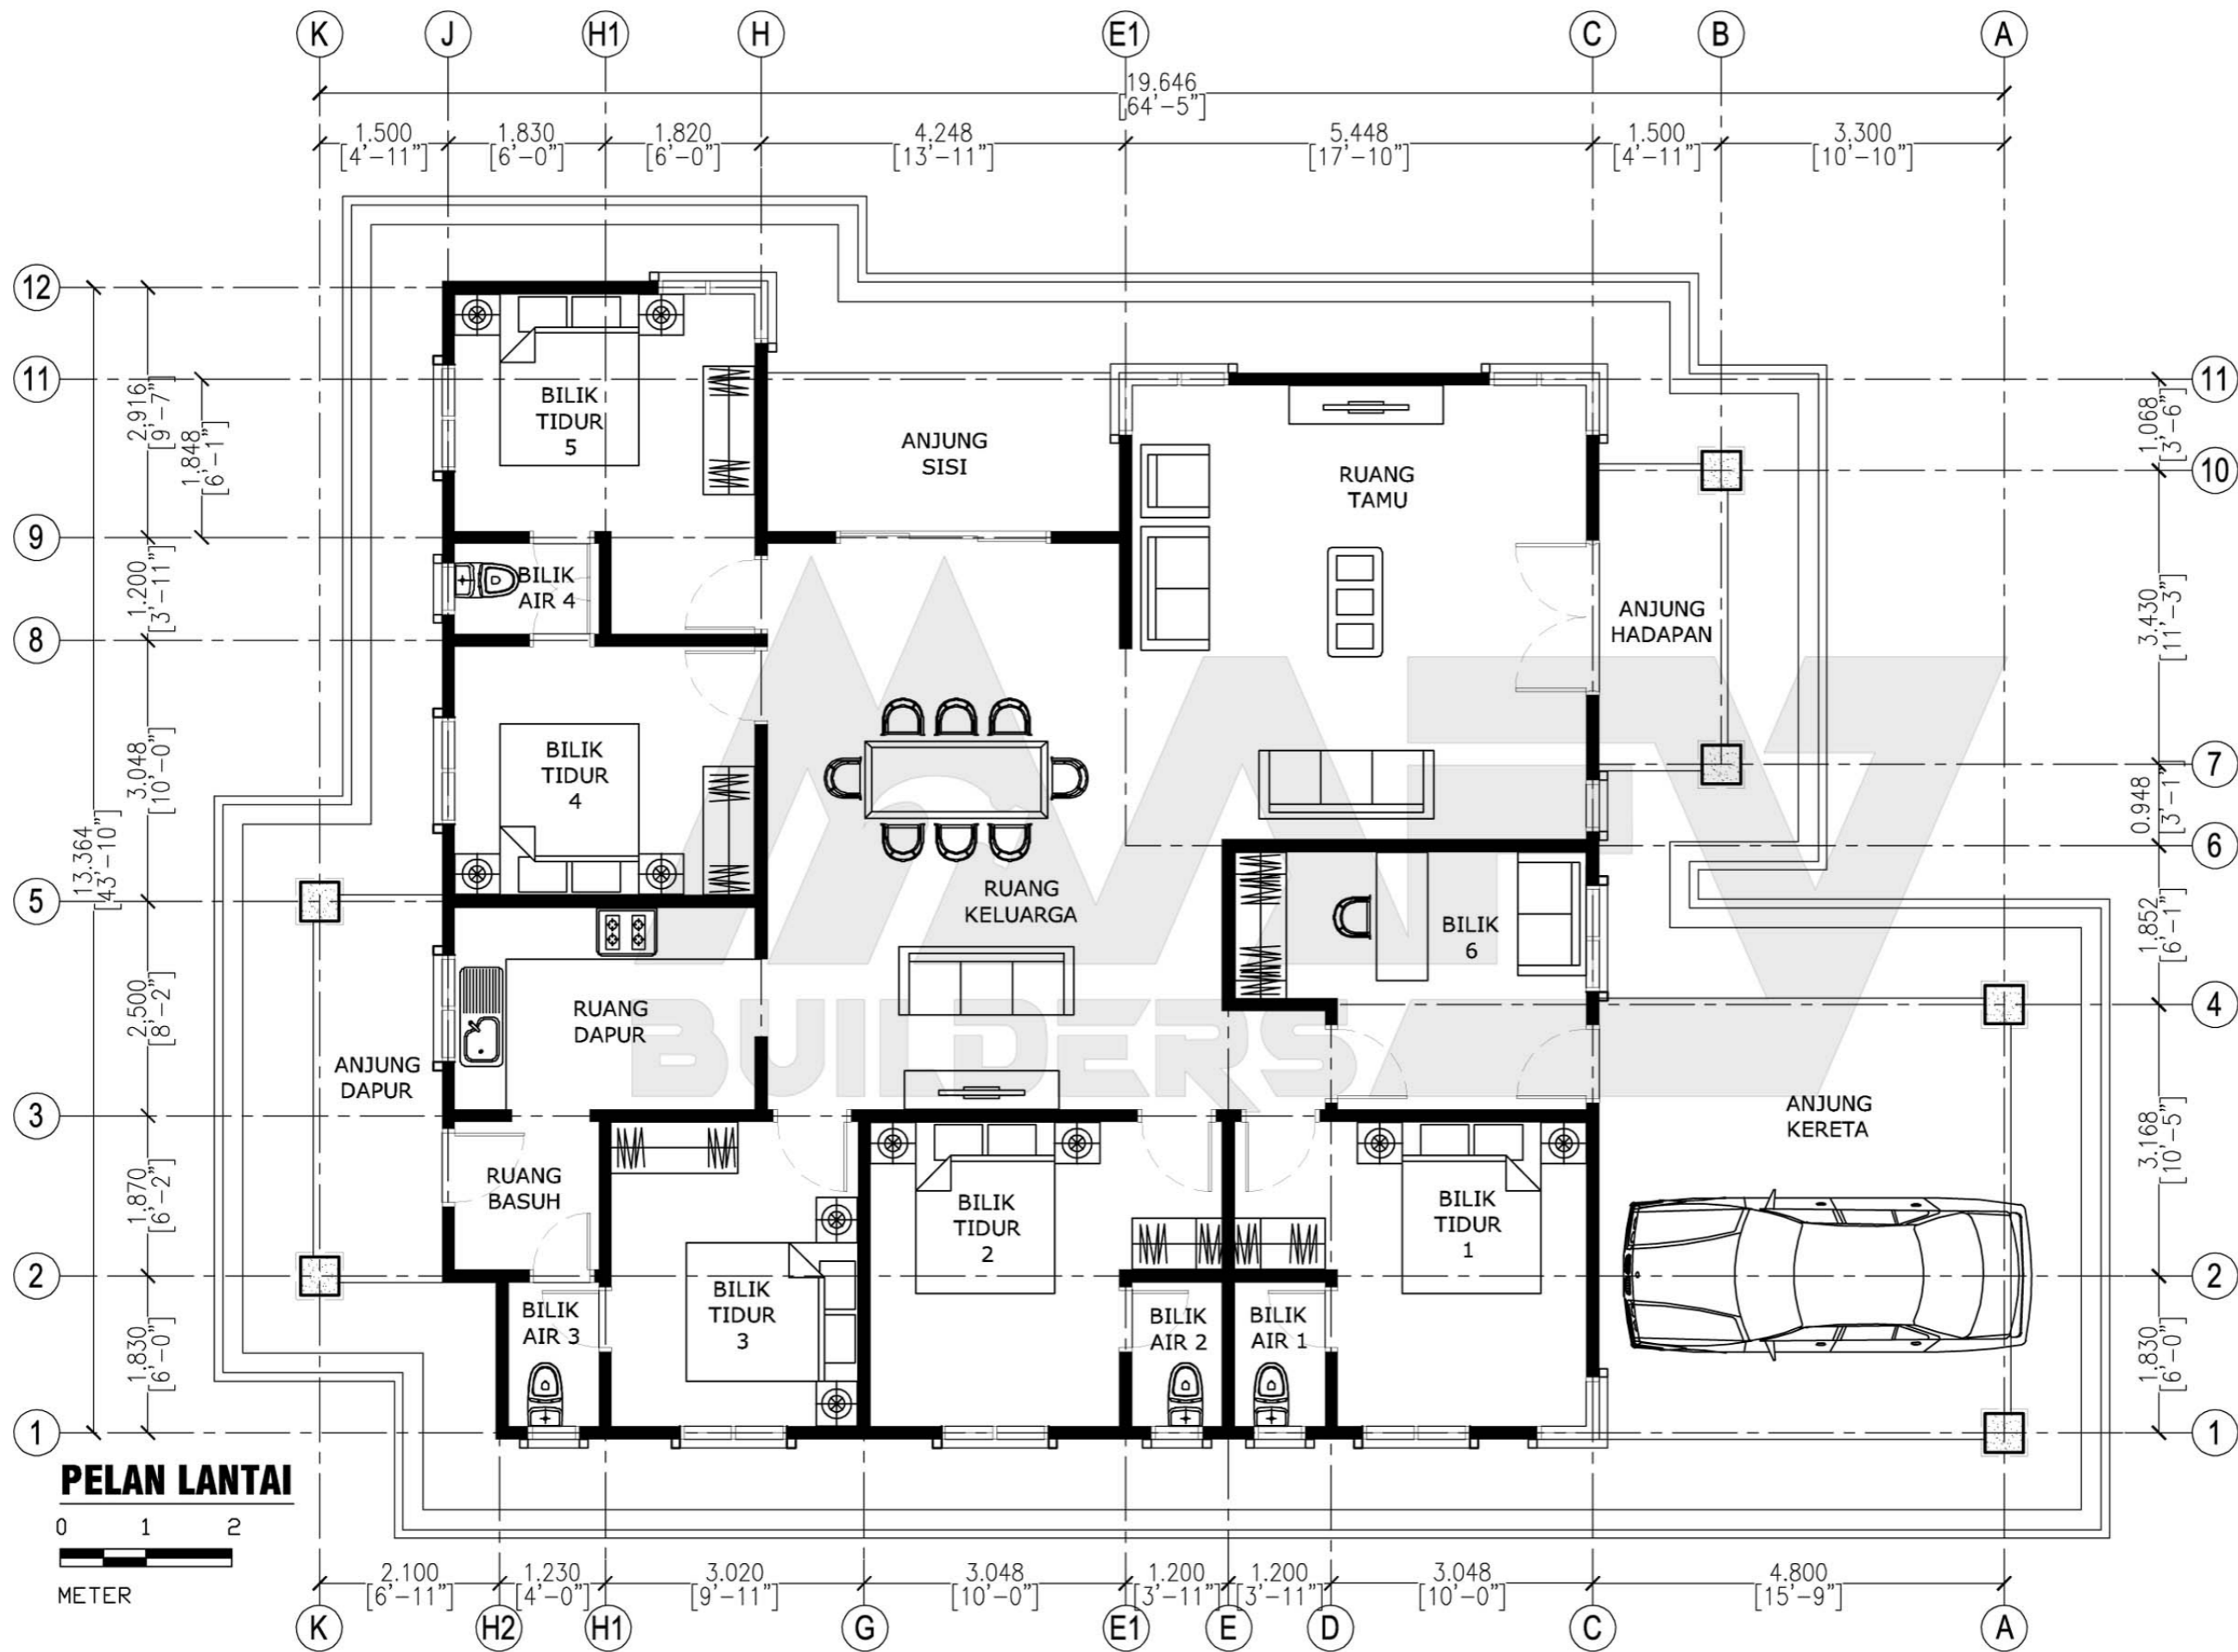 K J H1 H E1 C B A
19.646
[64'-5"]
1.500 1.830 1.820 4.248 5.448 1.500 3.300
[4'-11"] [6'-0"] [6'-0"] [13'-11"] [17'-10"] [4'-11"] [10'-10"]
12
11
9
8
5
3
2
1
13.364
[43'-10"]
2.916
[9'-7"]
1.848
[6'-1"]
1.200
[3'-11"]
3.048
[10'-0"]
2.500
[8'-2"]
1.870
[6'-2"]
1.830
[6'-0"]
BILIK
TIDUR
5
ANJUNG
SISI
RUANG
TAMU
BILIK
AIR 4
ANJUNG
HADAPAN
BILIK
TIDUR
4
RUANG
KELUARGA
BILIK
6
RUANG
DAPUR
ANJUNG
DAPUR
ANJUNG
KERETA
RUANG
BASUH
BILIK
TIDUR
3
BILIK
TIDUR
2
BILIK
TIDUR
1
BILIK
AIR 3
BILIK
AIR 2
BILIK
AIR 1
BUILDERS
11
10
7
6
4
2
1
1.068
[3'-6"]
3.430
[11'-3"]
0.948
[3'-1"]
1.852
[6'-1"]
3.168
[10'-5"]
1.830
[6'-0"]
PELAN LANTAI
0 1 2
METER
2.100 1.230 3.020 3.048 1.200 1.200 3.048 4.800
[6'-11"] [4'-0"] [9'-11"] [10'-0"] [3'-11"] [3'-11"] [10'-0"] [15'-9"]
K H2 H1 G E1 E D C A